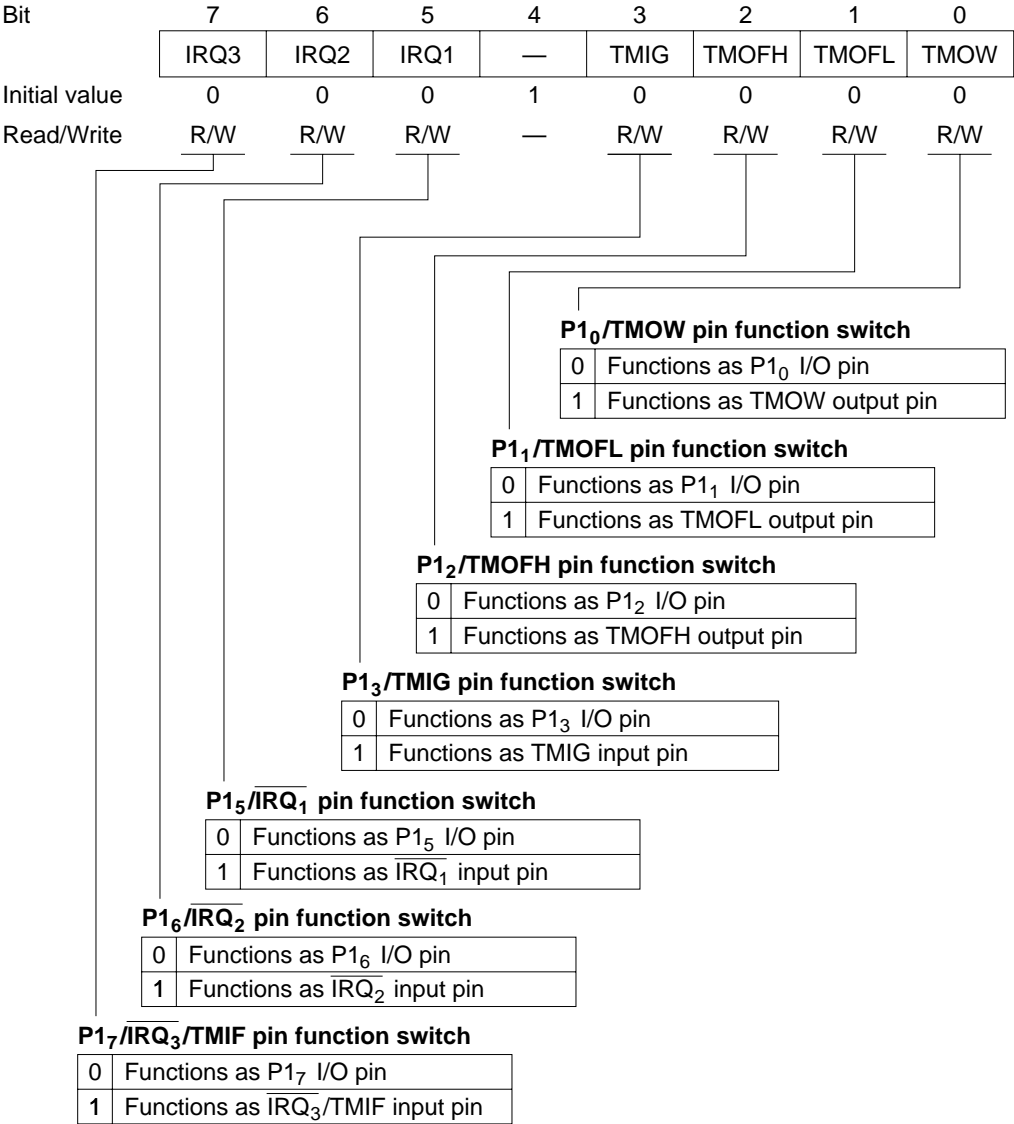 Bit 7 6 5 4 3 2 1 0
IRQ3 IRQ2 IRQ1 — TMIG TMOFH TMOFL TMOW
Initial value 0 0 0 1 0 0 0 0
Read/Write R/W R/W R/W — R/W R/W R/W R/W
P1₀/TMOW pin function switch
0 Functions as P1₀ I/O pin
1 Functions as TMOW output pin
P1₁/TMOFL pin function switch
0 Functions as P1₁ I/O pin
1 Functions as TMOFL output pin
P1₂/TMOFH pin function switch
0 Functions as P1₂ I/O pin
1 Functions as TMOFH output pin
P1₃/TMIG pin function switch
0 Functions as P1₃ I/O pin
1 Functions as TMIG input pin
P1₅/I̅R̅Q̅₁̅ pin function switch
0 Functions as P1₅ I/O pin
1 Functions as I̅R̅Q̅₁̅ input pin
P1₆/I̅R̅Q̅₂̅ pin function switch
0 Functions as P1₆ I/O pin
1 Functions as I̅R̅Q̅₂̅ input pin
P1₇/I̅R̅Q̅₃̅/TMIF pin function switch
0 Functions as P1₇ I/O pin
1 Functions as I̅R̅Q̅₃̅/TMIF input pin